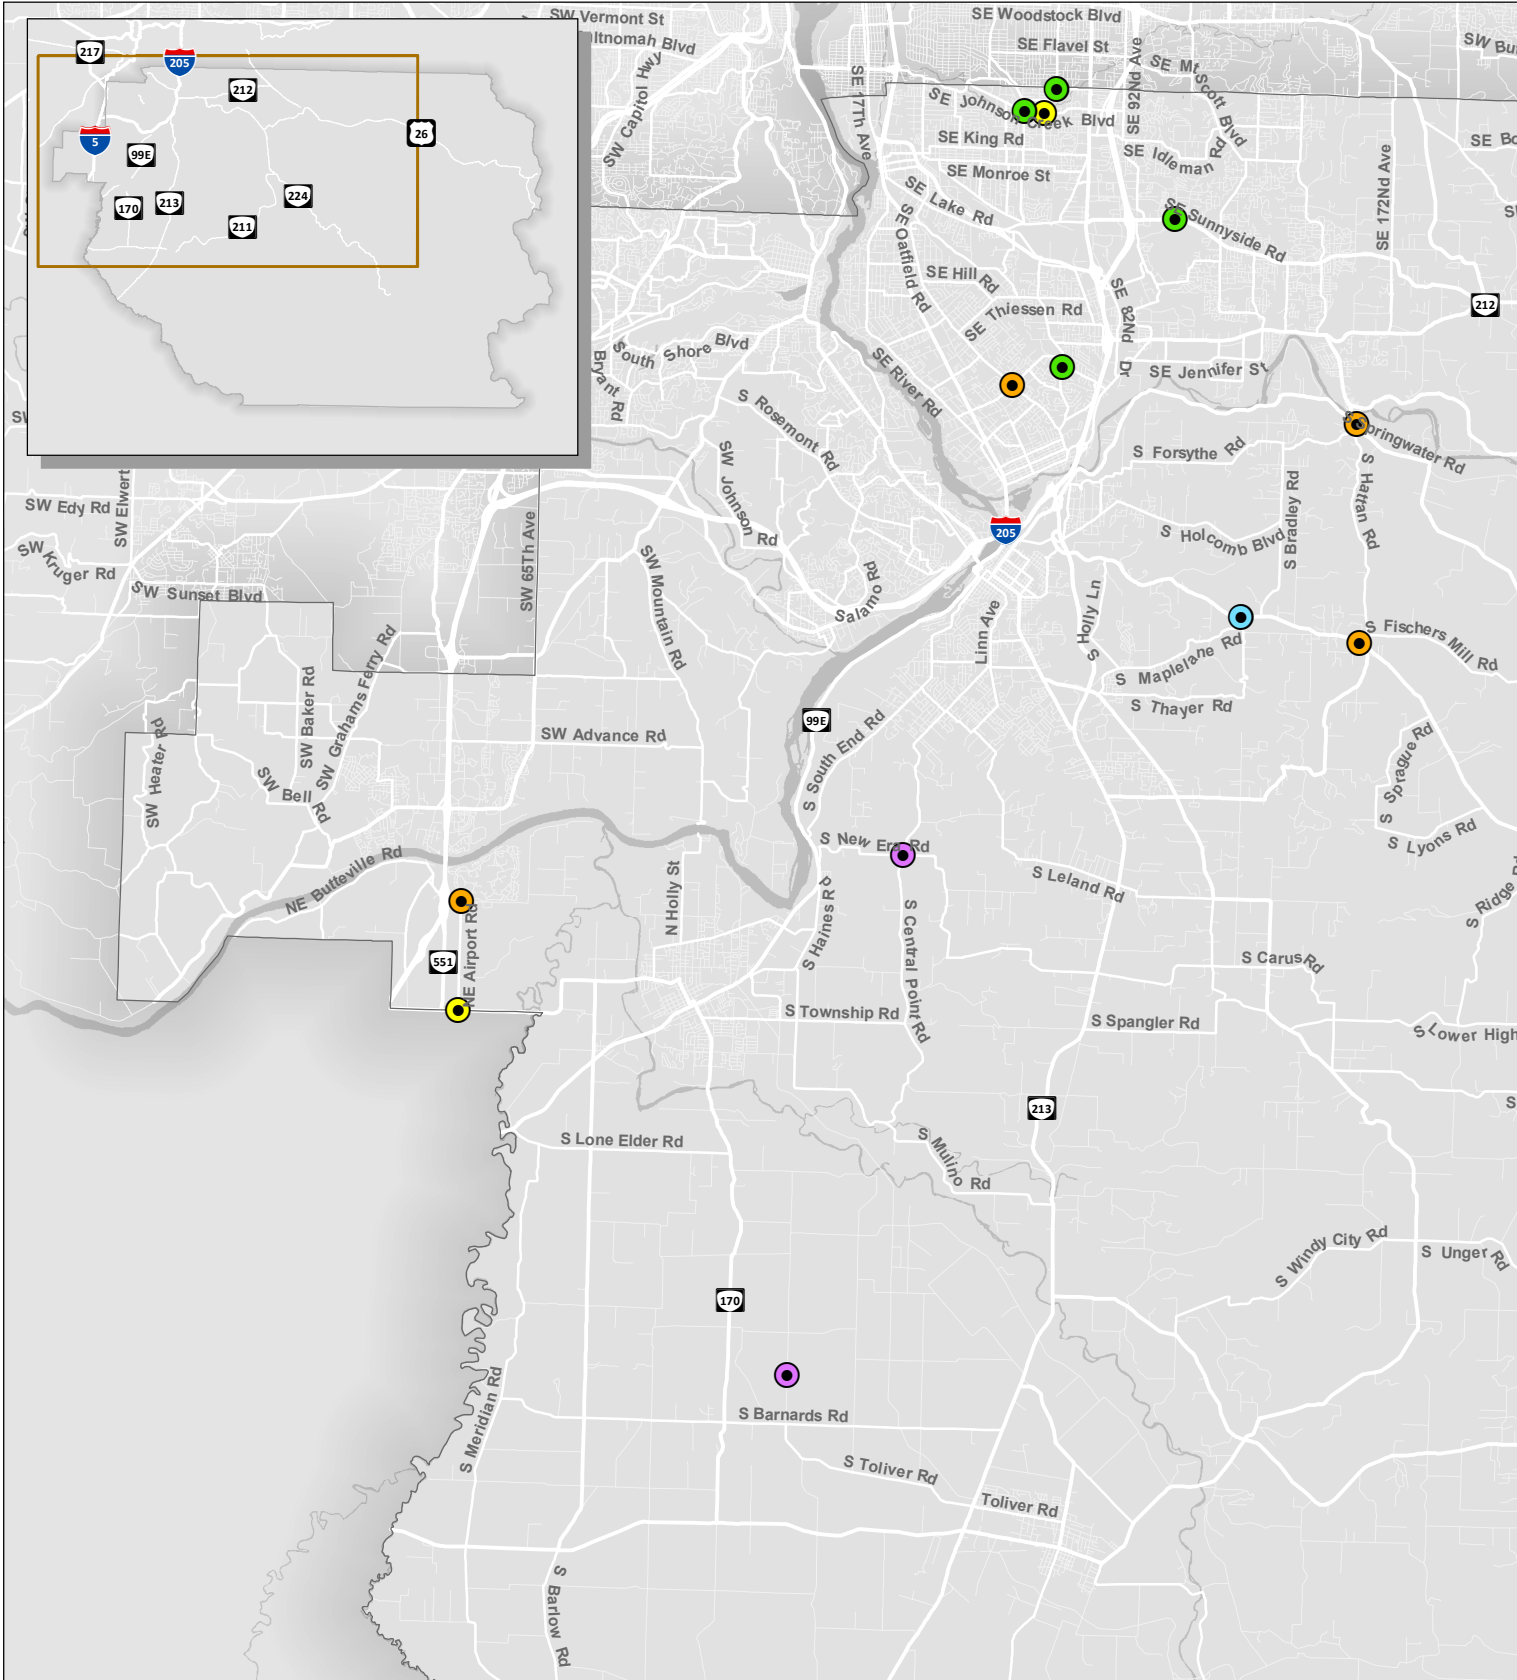 217
205
212
5
26
99E
170
213
224
211
SW Vermont St
ltnomah Blvd
SW Capitol Hwy
SE Woodstock Blvd
SE Flavel St
SE 17Th Ave
SE 92Nd Ave
SE Mt Scott Blvd
SW Bu
SE Johnson Creek Blvd
SE King Rd
SE Idleman Rd
SE 172Nd Ave
SE Bo
SE Monroe St
SE Lake Rd
SE Oatfield Rd
SE Sunnyside Rd
SE Hill Rd
SE Thiessen Rd
SE 82Nd Dr
212
South Shore Blvd
Bryant Rd
SE River Rd
SE Jennifer St
S Rosemont Rd
S Springwater Rd
S Forsythe Rd
S Hattan Rd
SW Johnson Rd
S Bradley Rd
SW Elwert
SW Edy Rd
SW 65Th Ave
205
S Holcomb Blvd
SW Kruger Rd
SW Sunset Blvd
SW Mountain Rd
Salamo Rd
Linn Ave
S Holly Ln
S Maplelane Rd
S Fischers Mill Rd
S Thayer Rd
SW Grahams Ferry Rd
SW Baker Rd
SW Heater Rd
SW Advance Rd
99E
S South End Rd
S Sprague Rd
SW Bell Rd
S New Era Rd
S Lyons Rd
NE Butteville Rd
S Leland Rd
N Holly St
S Haines Rd
S Central Point Rd
S Ridge Rd
NE Airport Rd
551
S Carus Rd
S Township Rd
S Spangler Rd
S Lower High
213
S
S Lone Elder Rd
S Mulino Rd
S Windy City Rd
S Unger Rd
170
S Meridian Rd
S Barnards Rd
S Toliver Rd
Toliver Rd
S Barlow Rd